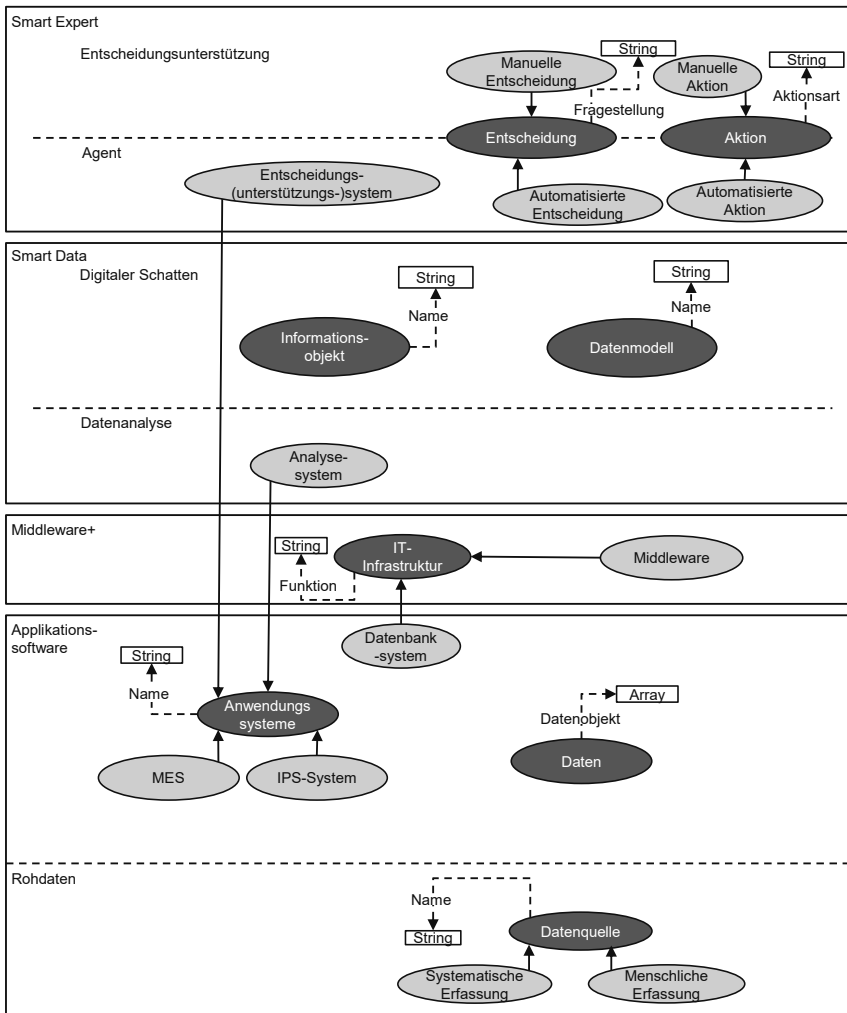 Smart Expert
Entscheidungsunterstützung
String
Manuelle
Entscheidung
Manuelle
Aktion
String
Aktionsart
Fragestellung
Entscheidung
Aktion
Agent
Entscheidungs-
(unterstützungs-)system
Automatisierte
Entscheidung
Automatisierte
Aktion
Smart Data
Digitaler Schatten
String
String
Name
Name
Informations-
objekt
Datenmodell
Datenanalyse
Analyse-
system
Middleware+
String
IT-
Infrastruktur
Middleware
Funktion
Applikations-
software
Datenbank
-system
String
Name
Anwendungs
systeme
Array
Datenobjekt
MES
IPS-System
Daten
Rohdaten
Name
String
Datenquelle
Systematische
Erfassung
Menschliche
Erfassung